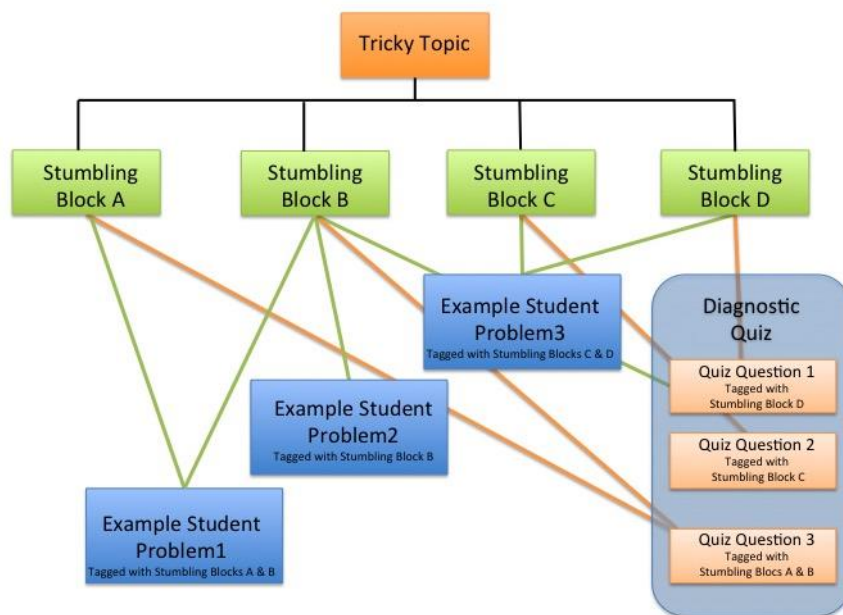 Tricky Topic
Stumbling
Block A
Stumbling
Block B
Stumbling
Block C
Stumbling
Block D
Example Student
Problem3
Tagged with Stumbling Blocks C & D
Diagnostic
Quiz
Quiz Question 1
Tagged with
Stumbling Block D
Example Student
Problem2
Tagged with Stumbling Block B
Quiz Question 2
Tagged with
Stumbling Block C
Example Student
Problem1
Tagged with Stumbling Blocks A & B
Quiz Question 3
Tagged with
Stumbling Blocs A & B